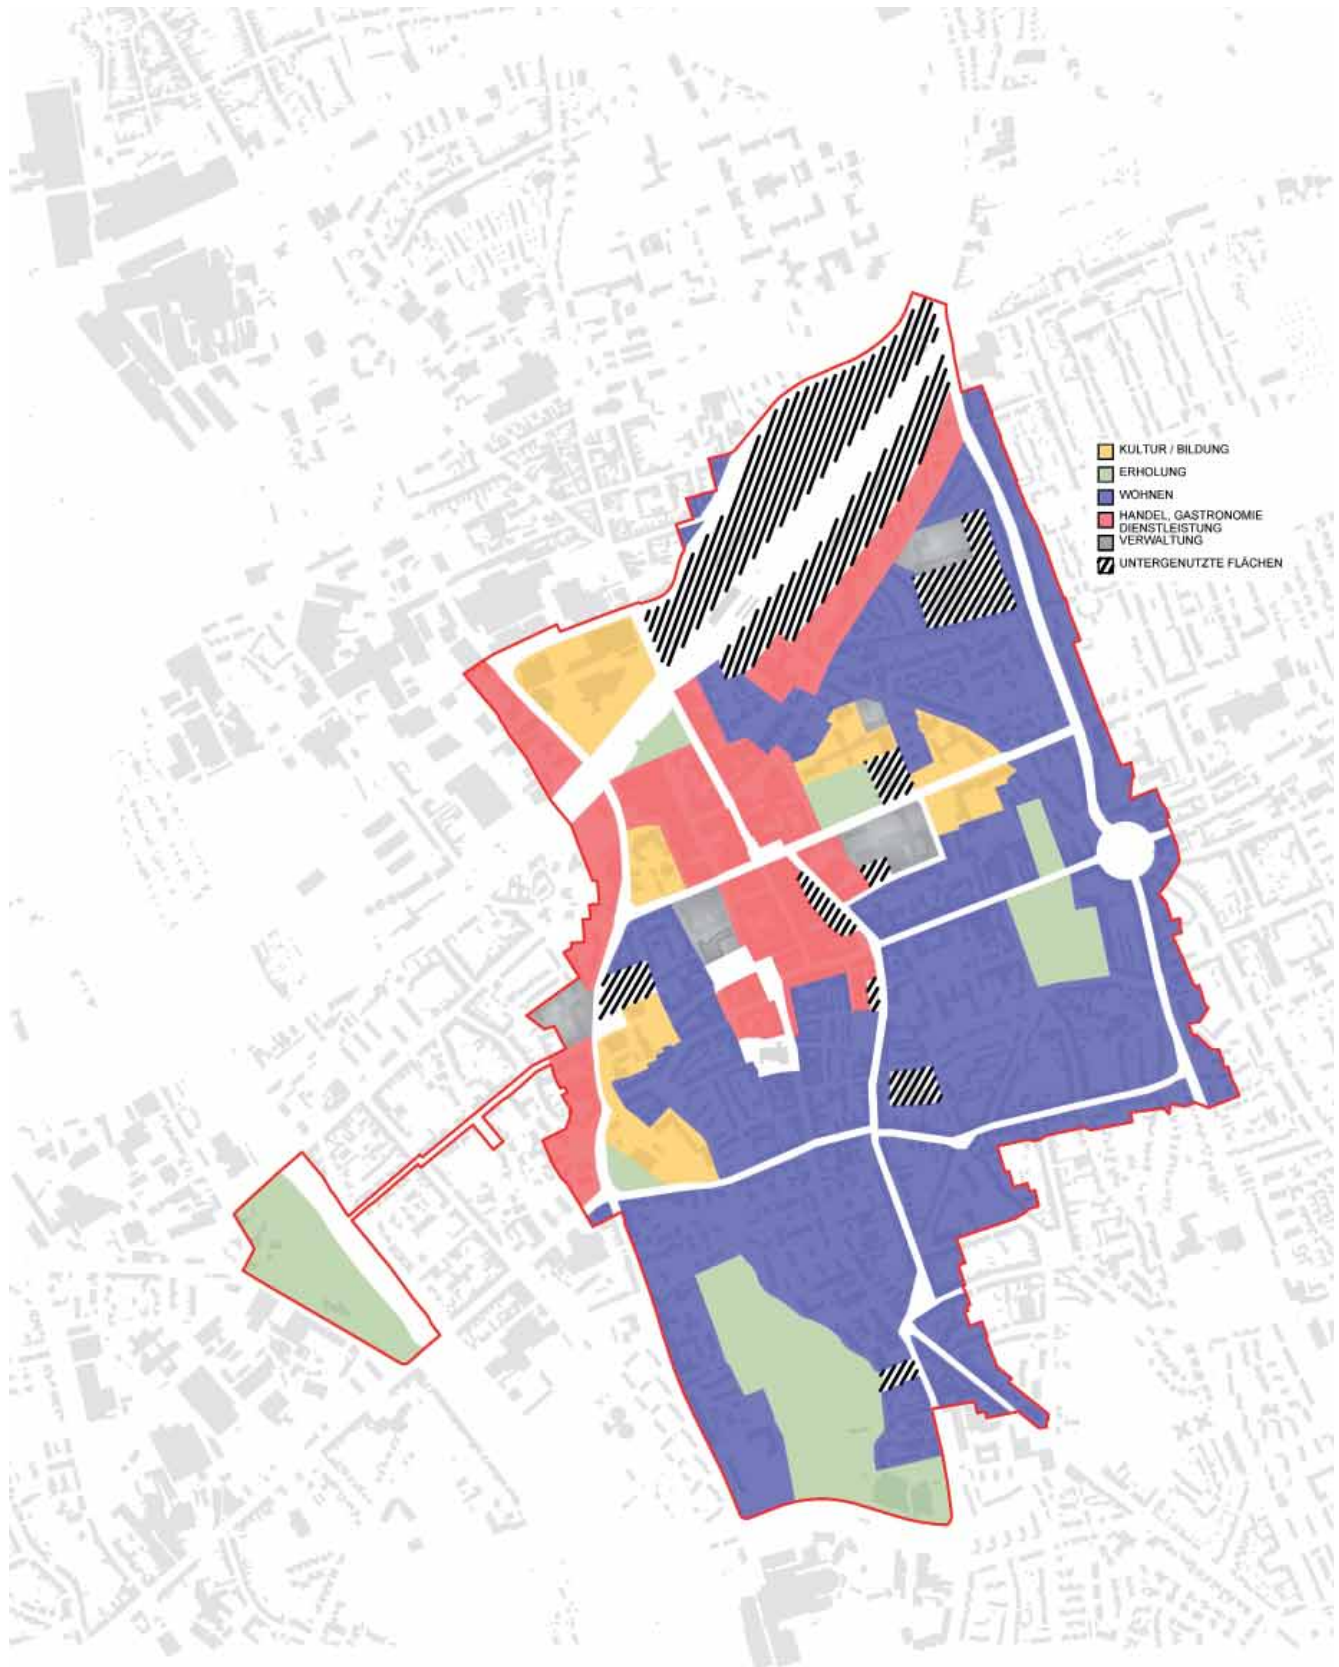 KULTUR / BILDUNG
ERHOLUNG
WOHNEN
HANDEL, GASTRONOMIE
DIENSTLEISTUNG
VERWALTUNG
UNTERGENUTZTE FLÄCHEN